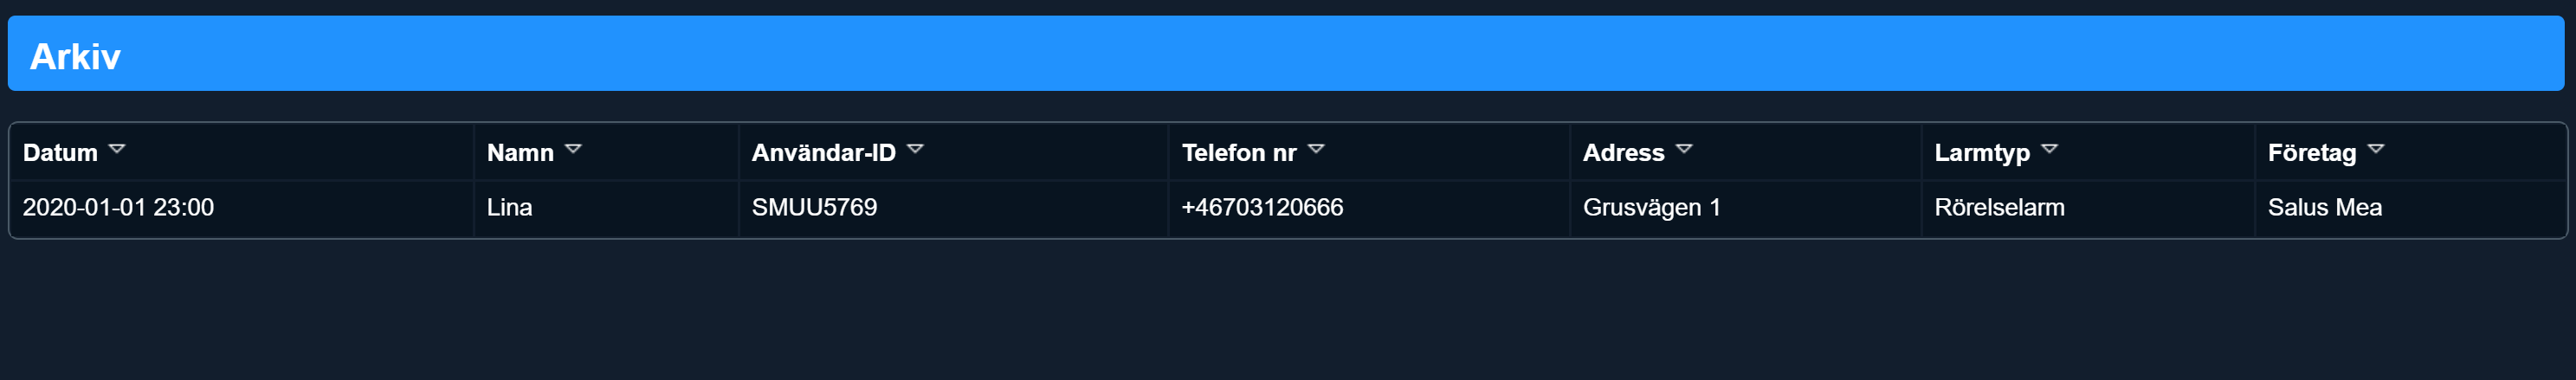 Arkiv
Datum Namn Användar-ID Telefon nr Adress Larmtyp Företag
2020-01-01 23:00 Lina SMUU5769 +46703120666 Grusvägen 1 Rörelselarm Salus Mea